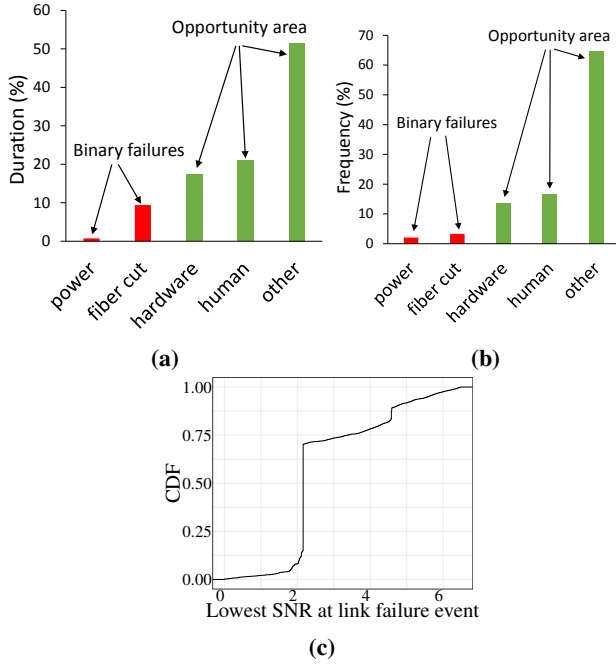 60
50
40
30
20
10
0
Duration (%)
Opportunity area
Binary failures
power
fiber cut
hardware
human
other
(a)
70
60
50
40
30
20
10
0
Frequency (%)
Opportunity area
Binary failures
power
fiber cut
hardware
human
other
(b)
1.00
0.75
0.50
0.25
0.00
CDF
0 2 4 6
Lowest SNR at link failure event
(c)